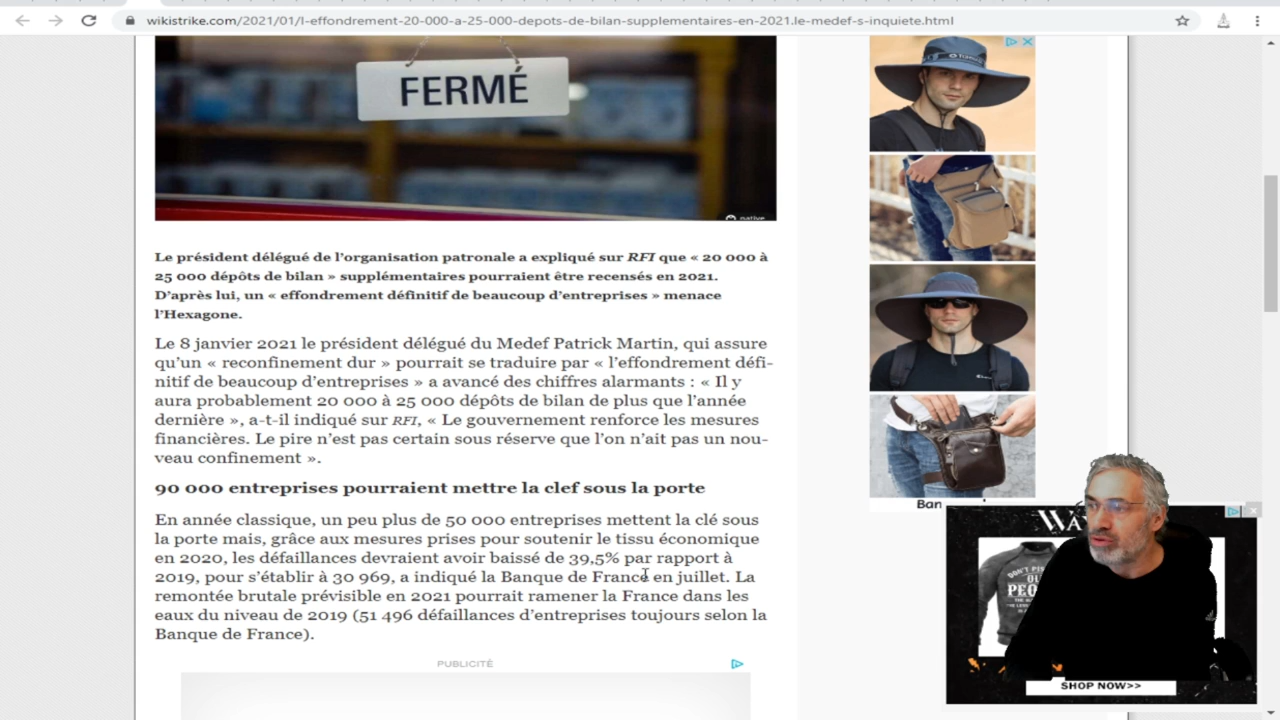 wikistrike.com/2021/01/l-effondrement-20-000-a-25-000-depots-de-bilan-supplementaires-en-2021.le-medef-s-inquiete.html
FERMÉ
native
Le président délégué de l’organisation patronale a expliqué sur RFI que « 20 000 à
25 000 dépôts de bilan » supplémentaires pourraient être recensés en 2021.
D’après lui, un « effondrement définitif de beaucoup d’entreprises » menace
l’Hexagone.
Le 8 janvier 2021 le président délégué du Medef Patrick Martin, qui assure
qu’un « reconfinement dur » pourrait se traduire par « l’effondrement défi-
nitif de beaucoup d’entreprises » a avancé des chiffres alarmants : « Il y
aura probablement 20 000 à 25 000 dépôts de bilan de plus que l’année
dernière », a-t-il indiqué sur RFI, « Le gouvernement renforce les mesures
financières. Le pire n’est pas certain sous réserve que l’on n’ait pas un nou-
veau confinement ».
90 000 entreprises pourraient mettre la clef sous la porte
En année classique, un peu plus de 50 000 entreprises mettent la clé sous
la porte mais, grâce aux mesures prises pour soutenir le tissu économique
en 2020, les défaillances devraient avoir baissé de 39,5% par rapport à
2019, pour s’établir à 30 969, a indiqué la Banque de France en juillet. La
remontée brutale prévisible en 2021 pourrait ramener la France dans les
eaux du niveau de 2019 (51 496 défaillances d’entreprises toujours selon la
Banque de France).
PUBLICITÉ
Ban
WA
DON'T PIS
OL
PEO
SHOP NOW>>